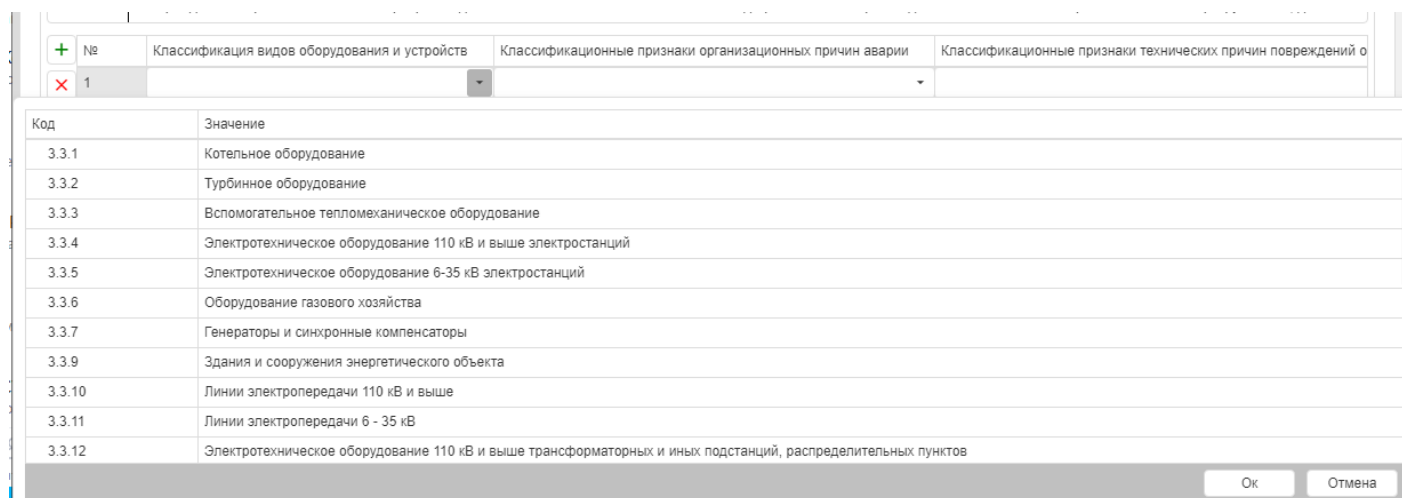 № Классификация видов оборудования и устройств Классификационные признаки организационных причин аварии Классификационные признаки технических причин повреждений о
1
Код Значение
3.3.1 Котельное оборудование
3.3.2 Турбинное оборудование
3.3.3 Вспомогательное тепломеханическое оборудование
3.3.4 Электротехническое оборудование 110 кВ и выше электростанций
3.3.5 Электротехническое оборудование 6-35 кВ электростанций
3.3.6 Оборудование газового хозяйства
3.3.7 Генераторы и синхронные компенсаторы
3.3.9 Здания и сооружения энергетического объекта
3.3.10 Линии электропередачи 110 кВ и выше
3.3.11 Линии электропередачи 6 - 35 кВ
3.3.12 Электротехническое оборудование 110 кВ и выше трансформаторных и иных подстанций, распределительных пунктов
Ок Отмена